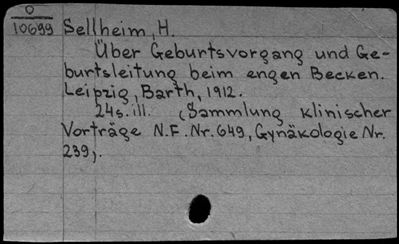 O
10699 Sellheim, H.
Über Geburtsvorgang und Ge-
burtsleitung beim engen Becken.
Leipzig, Barth, 1912.
24s. ill. (Sammlung klinischer
Vorträge N.F. Nr. 649, Gynäkologie Nr.
239).